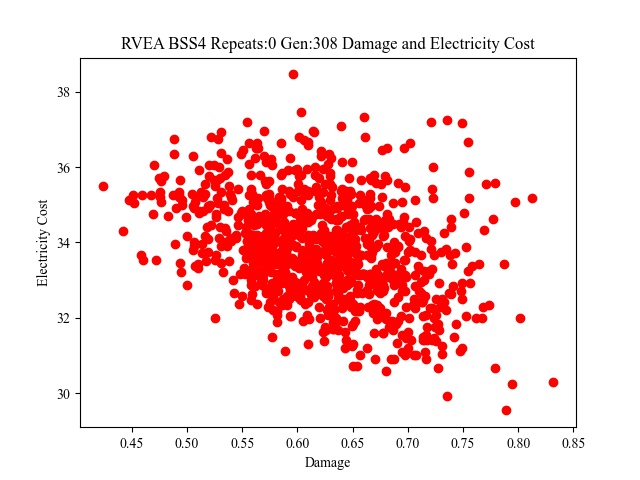 RVEA BSS4 Repeats:0 Gen:308 Damage and Electricity Cost
38
36
34
32
30
Electricity Cost
0.45 0.50 0.55 0.60 0.65 0.70 0.75 0.80 0.85
Damage